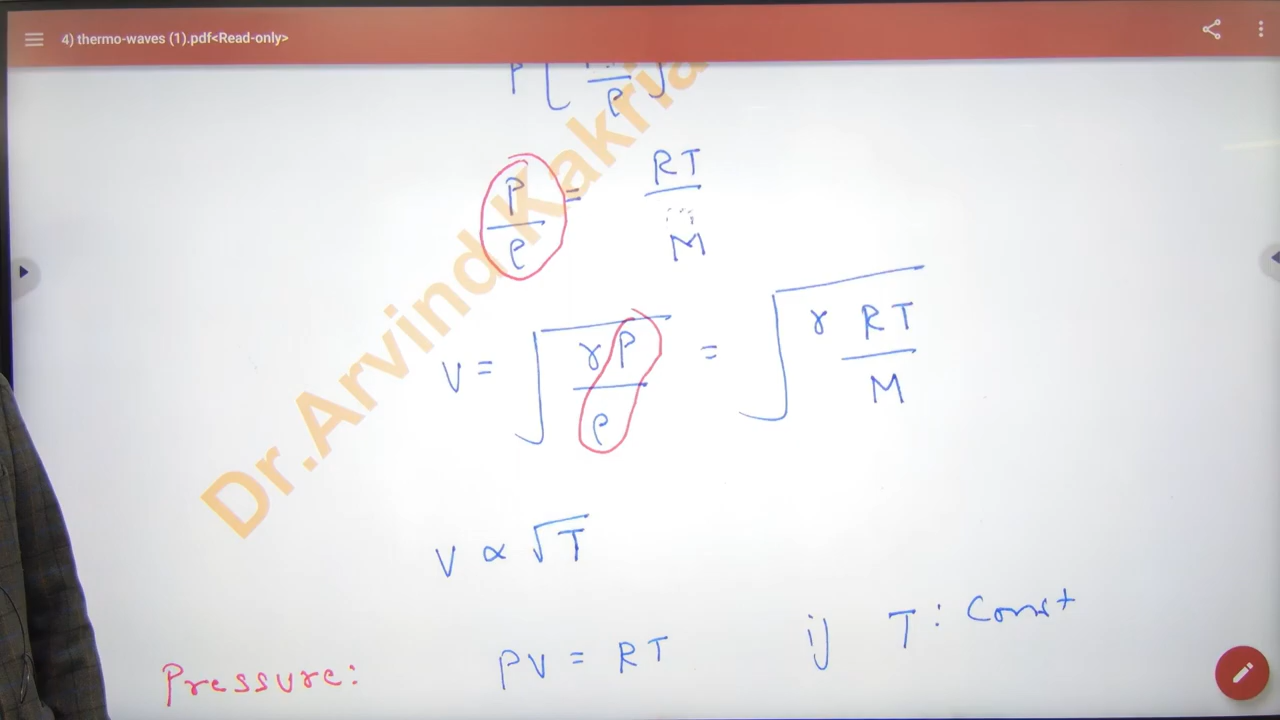 4) thermo-waves (1).pdf<Read-only>
P/ρ = RT/M
V = √(γP/ρ) = √(γRT/M)
V ∝ √T
Pressure: PV = RT if T: Const
Dr.Arvind Kakria